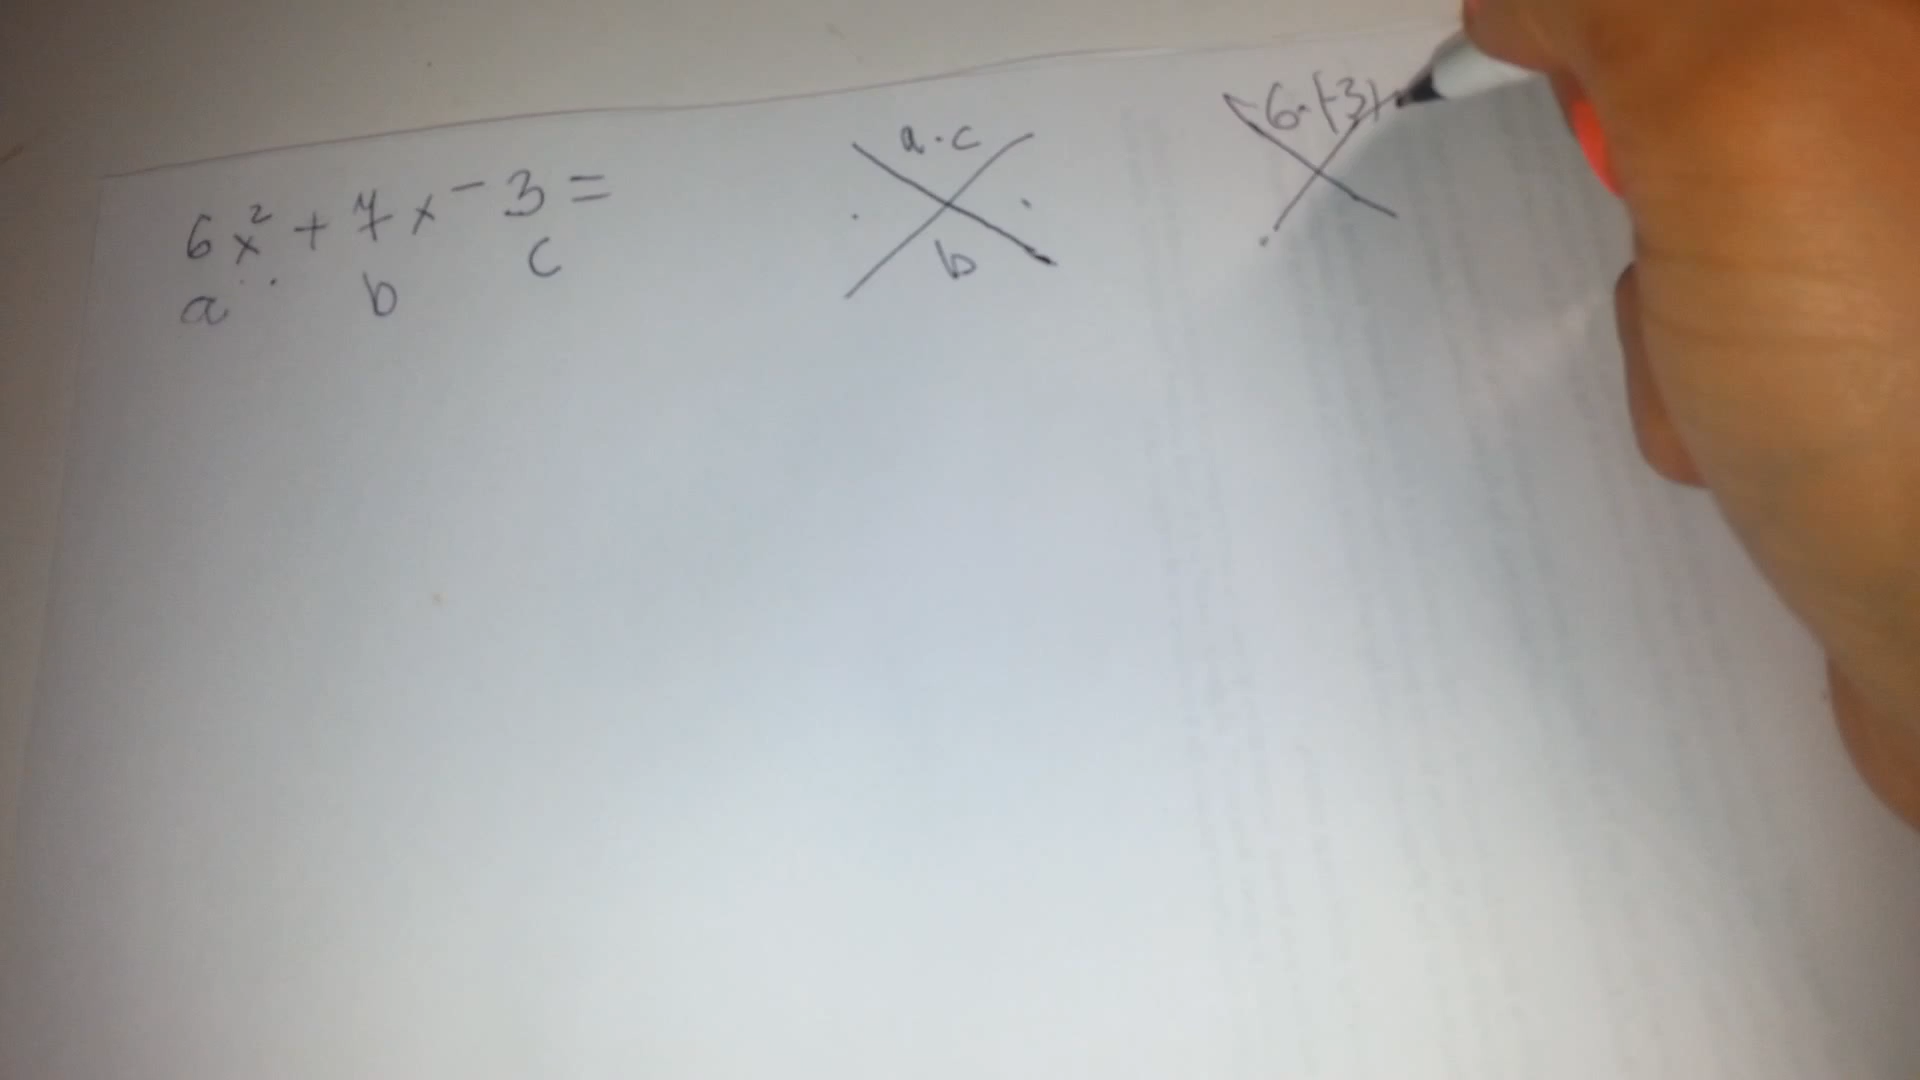 6x² + 7x - 3 =
a b c
a·c
b
6·(-3)